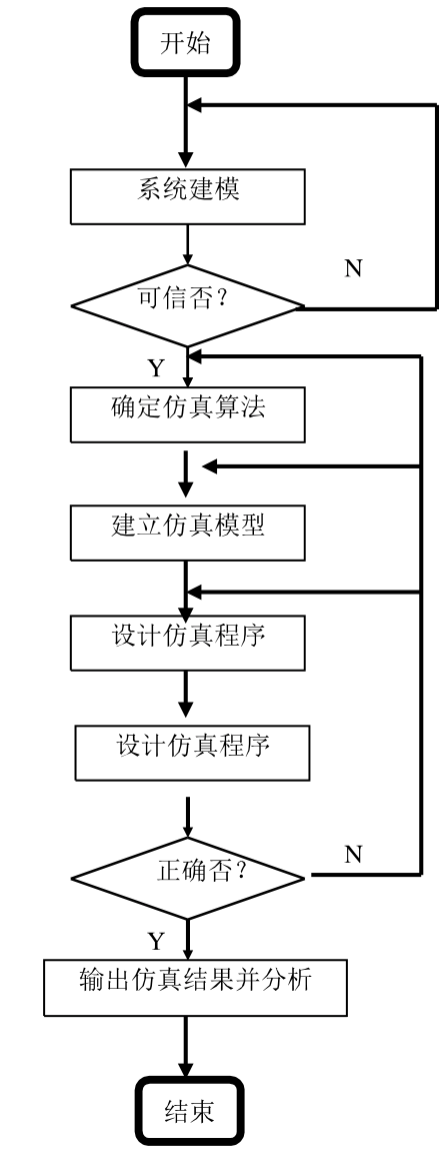 开始
系统建模
可信否？
N
Y
确定仿真算法
建立仿真模型
设计仿真程序
设计仿真程序
正确否？
N
Y
输出仿真结果并分析
结束